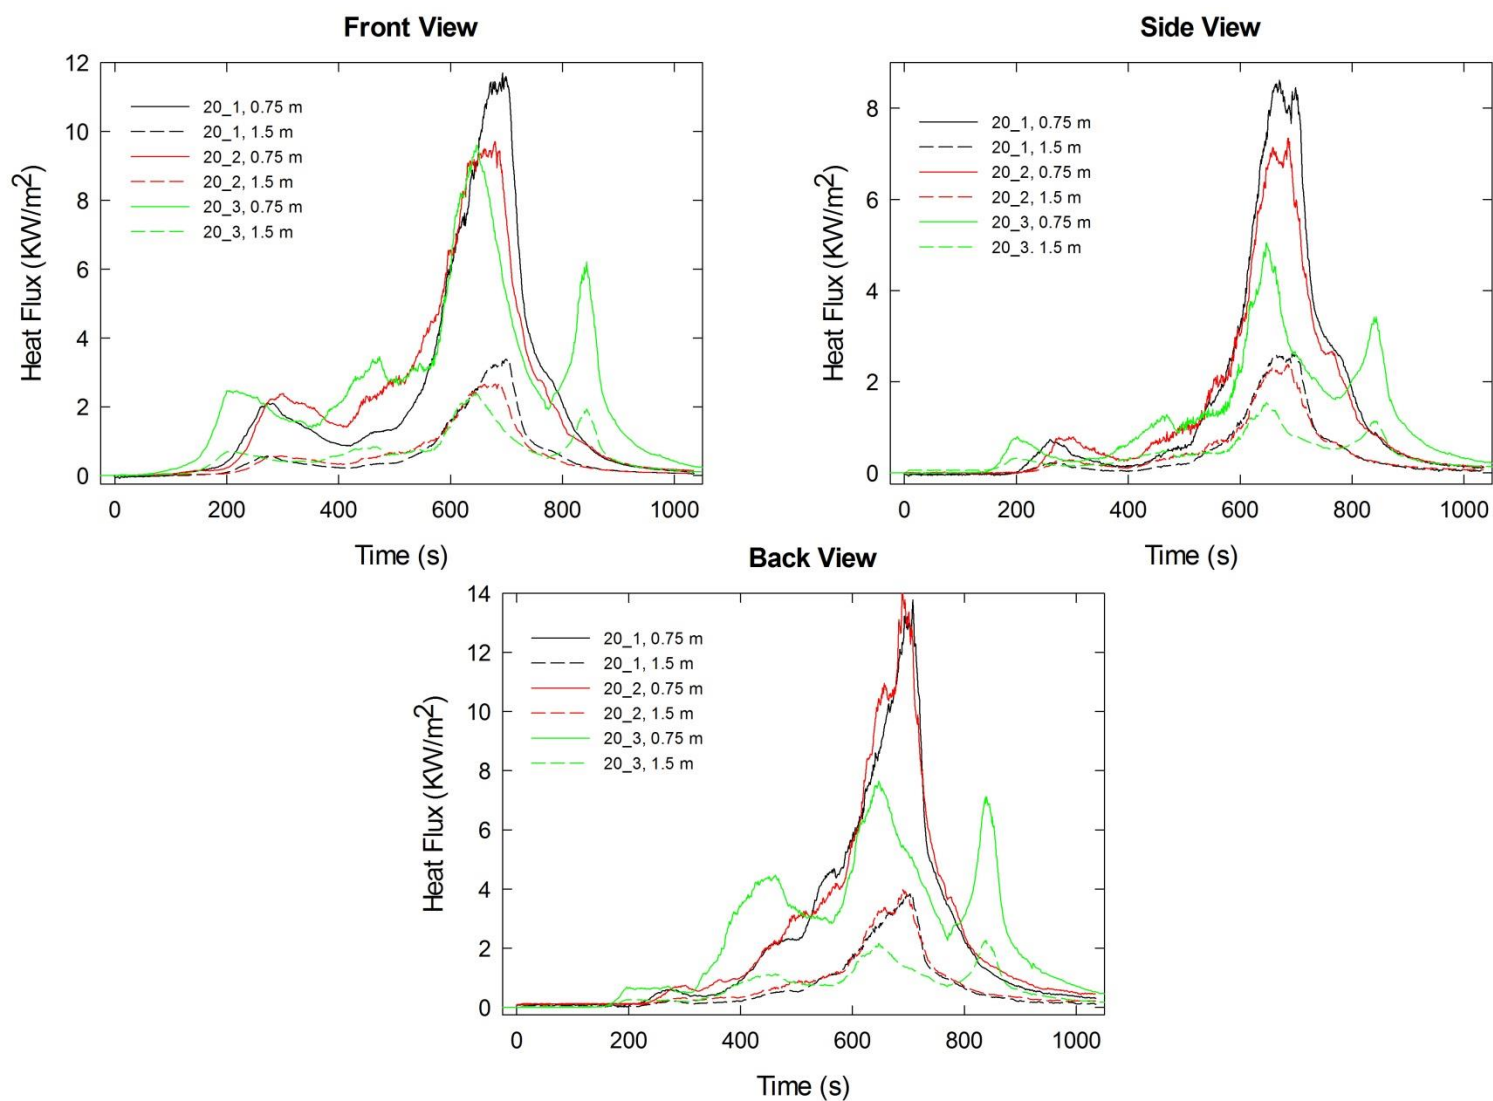 Front View
12
10
8
6
4
2
0
Heat Flux (KW/m2)
20_1, 0.75 m
20_1, 1.5 m
20_2, 0.75 m
20_2, 1.5 m
20_3, 0.75 m
20_3, 1.5 m
0 200 400 600 800 1000
Time (s)
Side View
8
6
4
2
0
Heat Flux (KW/m2)
20_1, 0.75 m
20_1, 1.5 m
20_2, 0.75 m
20_2, 1.5 m
20_3, 0.75 m
20_3. 1.5 m
0 200 400 600 800 1000
Time (s)
Back View
14
12
10
8
6
4
2
0
Heat Flux (KW/m2)
20_1, 0.75 m
20_1, 1.5 m
20_2, 0.75 m
20_2, 1.5 m
20_3, 0.75 m
20_3, 1.5 m
0 200 400 600 800 1000
Time (s)